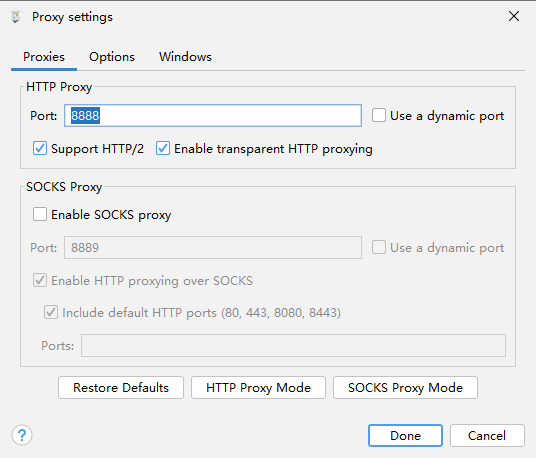 Proxy settings
Proxies Options Windows
HTTP Proxy
Port: 8888 Use a dynamic port
Support HTTP/2 Enable transparent HTTP proxying
SOCKS Proxy
Enable SOCKS proxy
Port: 8889 Use a dynamic port
Enable HTTP proxying over SOCKS
Include default HTTP ports (80, 443, 8080, 8443)
Ports:
Restore Defaults HTTP Proxy Mode SOCKS Proxy Mode
? Done Cancel